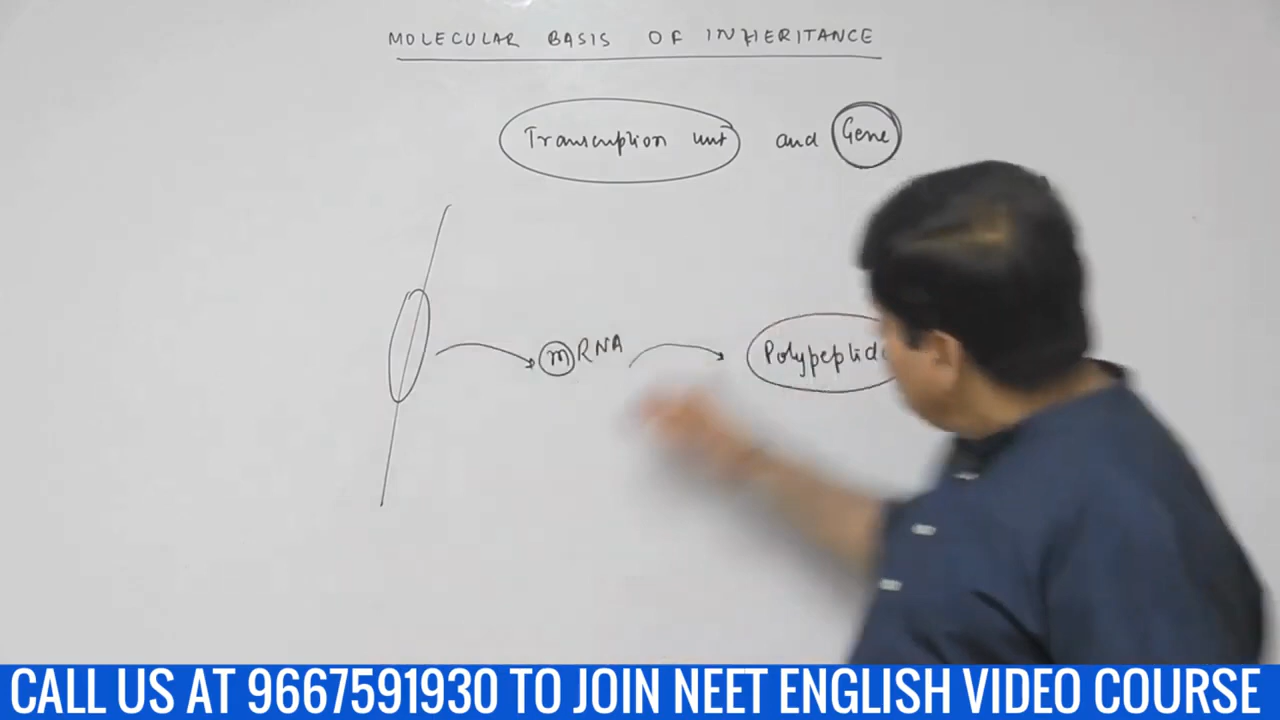 MOLECULAR BASIS OF INHERITANCE
Transcription unit and Gene
mRNA Polypeptide
CALL US AT 9667591930 TO JOIN NEET ENGLISH VIDEO COURSE